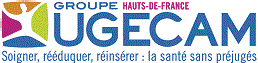 GROUPE HAUTS-DE-FRANCE
UGECAM
Soigner, rééduquer, réinsérer : la santé sans préjugés